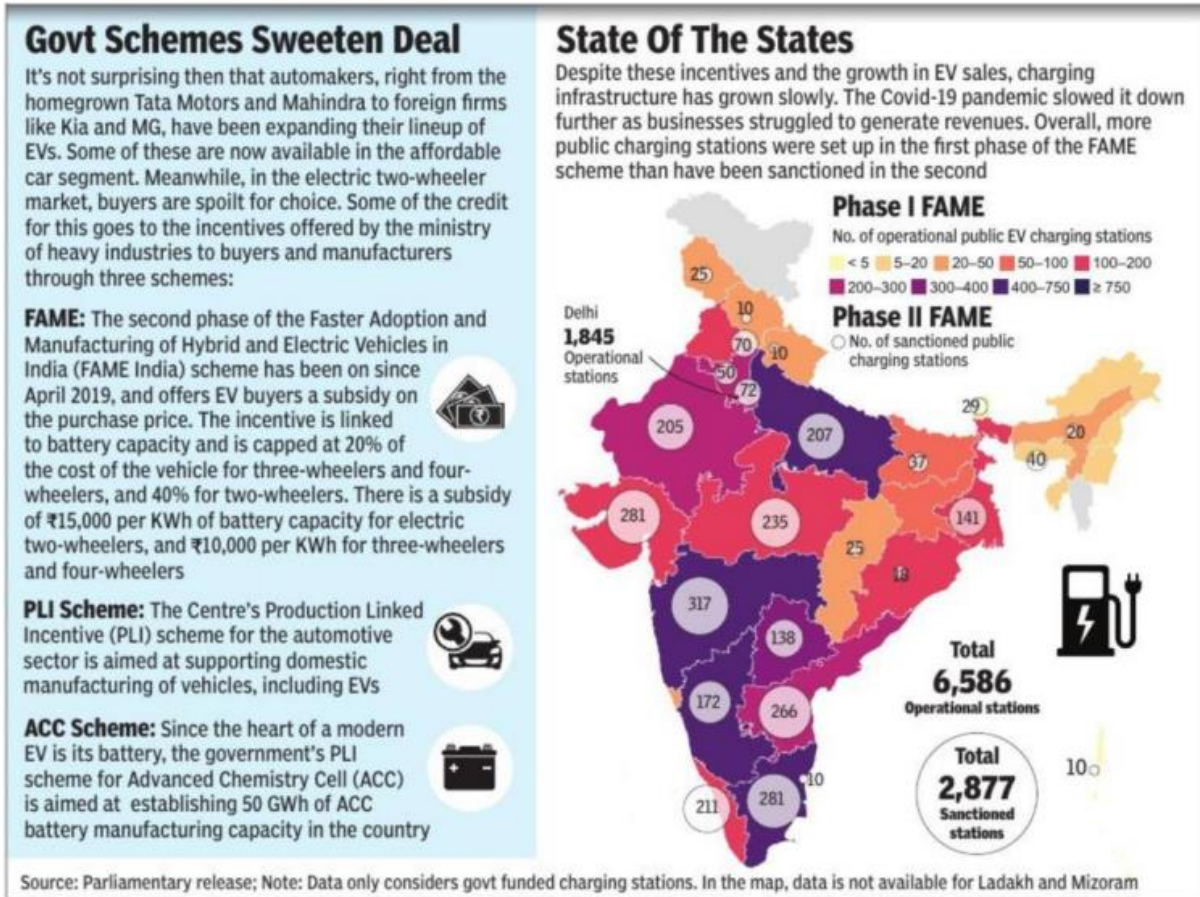 Govt Schemes Sweeten Deal
It's not surprising then that automakers, right from the
homegrown Tata Motors and Mahindra to foreign firms
like Kia and MG, have been expanding their lineup of
EVs. Some of these are now available in the affordable
car segment. Meanwhile, in the electric two-wheeler
market, buyers are spoilt for choice. Some of the credit
for this goes to the incentives offered by the ministry
of heavy industries to buyers and manufacturers
through three schemes:
FAME: The second phase of the Faster Adoption and
Manufacturing of Hybrid and Electric Vehicles in
India (FAME India) scheme has been on since
April 2019, and offers EV buyers a subsidy on
the purchase price. The incentive is linked
to battery capacity and is capped at 20% of
the cost of the vehicle for three-wheelers and four-
wheelers, and 40% for two-wheelers. There is a subsidy
of ₹15,000 per KWh of battery capacity for electric
two-wheelers, and ₹10,000 per KWh for three-wheelers
and four-wheelers
PLI Scheme: The Centre's Production Linked
Incentive (PLI) scheme for the automotive
sector is aimed at supporting domestic
manufacturing of vehicles, including EVs
ACC Scheme: Since the heart of a modern
EV is its battery, the government's PLI
scheme for Advanced Chemistry Cell (ACC)
is aimed at establishing 50 GWh of ACC
battery manufacturing capacity in the country
State Of The States
Despite these incentives and the growth in EV sales, charging
infrastructure has grown slowly. The Covid-19 pandemic slowed it down
further as businesses struggled to generate revenues. Overall, more
public charging stations were set up in the first phase of the FAME
scheme than have been sanctioned in the second
Phase I FAME
No. of operational public EV charging stations
< 5 5–20 20–50 50–100 100–200
200–300 300–400 400–750 ≥ 750
Phase II FAME
No. of sanctioned public
charging stations
Delhi
1,845
Operational
stations
25
10
70
10
50
72
29
205
207
20
37
40
281
235
141
25
18
317
138
172
266
10
211
281
10
Total
6,586
Operational stations
Total
2,877
Sanctioned
stations
Source: Parliamentary release; Note: Data only considers govt funded charging stations. In the map, data is not available for Ladakh and Mizoram